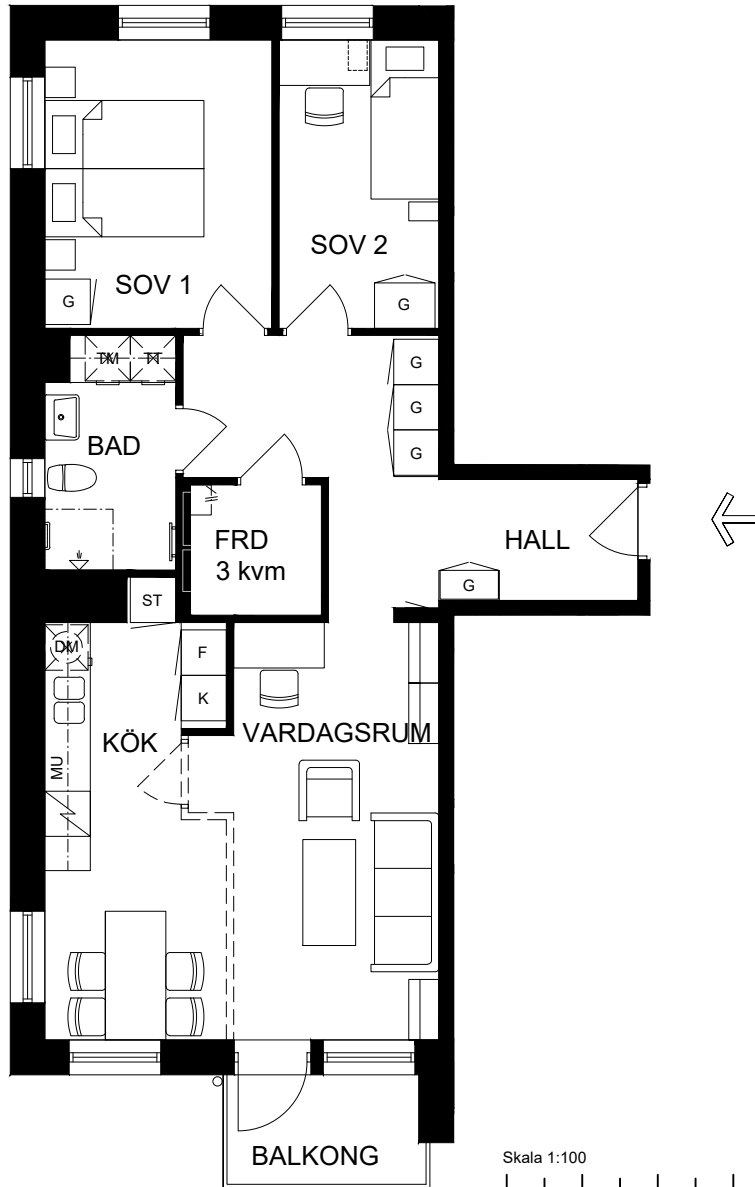 SOV 1
SOV 2
G
G
TM
TT
G
G
G
BAD
FRD
3 kvm
HALL
G
ST
DM
F
K
KÖK
VARDAGSRUM
MU
BALKONG
Skala 1:100